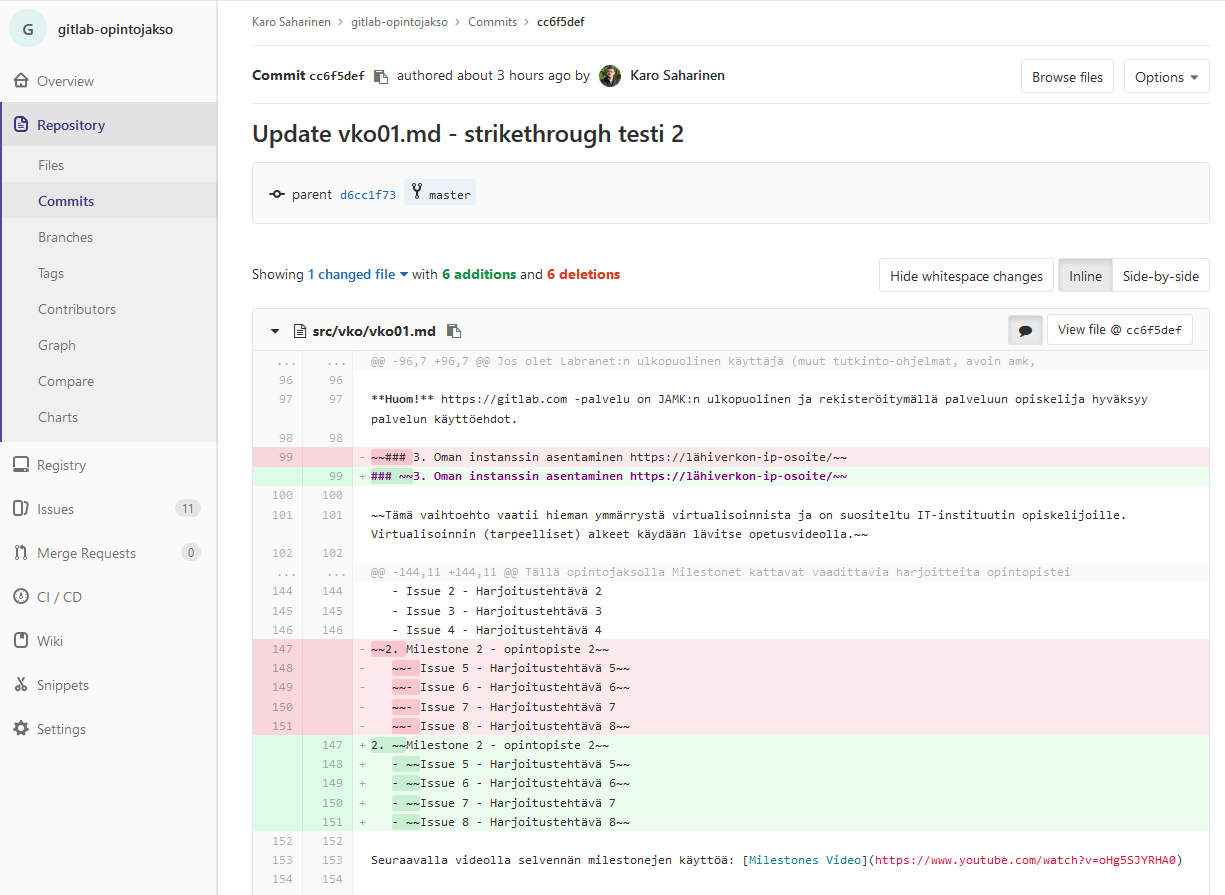 G gitlab-opintojakso
Overview
Repository
Files
Commits
Branches
Tags
Contributors
Graph
Compare
Charts
Registry
Issues 11
Merge Requests 0
CI / CD
Wiki
Snippets
Settings
Karo Saharinen > gitlab-opintojakso > Commits > cc6f5def
Commit cc6f5def authored about 3 hours ago by Karo Saharinen
Browse files Options
Update vko01.md - strikethrough testi 2
parent d6cc1f73 master
Showing 1 changed file with 6 additions and 6 deletions
Hide whitespace changes Inline Side-by-side
src/vko/vko01.md View file @ cc6f5def
... ... @@ -96,7 +96,7 @@ Jos olet Labranet:n ulkopuolinen käyttäjä (muut tutkinto-ohjelmat, avoin amk,
96 96
97 97 **Huom!** https://gitlab.com -palvelu on JAMK:n ulkopuolinen ja rekisteröitymällä palveluun opiskelija hyväksyy
palvelun käyttöehdot.
98 98
99 - ~~### 3. Oman instanssin asentaminen https://lähiverkon-ip-osoite/~~
99 + ### ~~3. Oman instanssin asentaminen https://lähiverkon-ip-osoite/~~
100 100
101 101 ~~Tämä vaihtoehto vaatii hieman ymmärrystä virtualisoinnista ja on suositeltu IT-instituutin opiskelijoille.
Virtualisoinnin (tarpeelliset) alkeet käydään lävitse opetusvideolla.~~
102 102
... ... @@ -144,11 +144,11 @@ Tällä opintojaksolla Milestonet kattavat vaadittavia harjoitteita opintopistei
144 144 - Issue 2 - Harjoitustehtävä 2
145 145 - Issue 3 - Harjoitustehtävä 3
146 146 - Issue 4 - Harjoitustehtävä 4
147 - ~~2. Milestone 2 - opintopiste 2~~
148 - ~~- Issue 5 - Harjoitustehtävä 5~~
149 - ~~- Issue 6 - Harjoitustehtävä 6~~
150 - ~~- Issue 7 - Harjoitustehtävä 7
151 - ~~- Issue 8 - Harjoitustehtävä 8~~
147 + 2. ~~Milestone 2 - opintopiste 2~~
148 + - ~~Issue 5 - Harjoitustehtävä 5~~
149 + - ~~Issue 6 - Harjoitustehtävä 6~~
150 + - ~~Issue 7 - Harjoitustehtävä 7
151 + - ~~Issue 8 - Harjoitustehtävä 8~~
152 152
153 153 Seuraavalla videolla selvennän milestonejen käyttöä: [Milestones Video](https://www.youtube.com/watch?v=oHg5SJYRHA0)
154 154